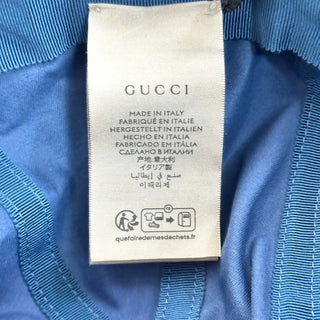 GUCCI
MADE IN ITALY
FABRIQUÉ EN ITALIE
HERGESTELLT IN ITALIEN
HECHO EN ITALIA
FABRICADO EM ITÁLIA
СДЕЛАНО В ИТАЛИИ
产地: 意大利
イタリア製
صنع في إيطاليا
이태리제
quefairedemesdechets.fr